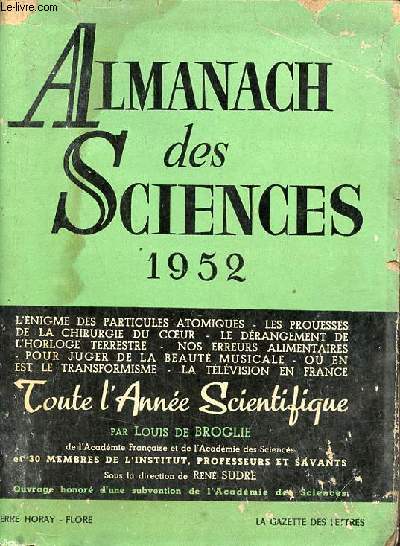 Le-livre.com
ALMANACH
des
SCIENCES
1952
L'ÉNIGME DES PARTICULES ATOMIQUES - LES PROUESSES
DE LA CHIRURGIE DU CŒUR - LE DÉRANGEMENT DE
L'HORLOGE TERRESTRE - NOS ERREURS ALIMENTAIRES
- POUR JUGER DE LA BEAUTÉ MUSICALE - OU EN
EST LE TRANSFORMISME - LA TÉLÉVISION EN FRANCE
Toute l'Année Scientifique
PAR LOUIS DE BROGLIE
de l'Académie Française et de l'Académie des Sciences
et 30 MEMBRES DE L'INSTITUT, PROFESSEURS ET SAVANTS
Sous la direction de RENÉ SUDRE
Ouvrage honoré d'une subvention de l'Académie des Sciences.
ERRE HORAY - FLORE LA GAZETTE DES LETTRES